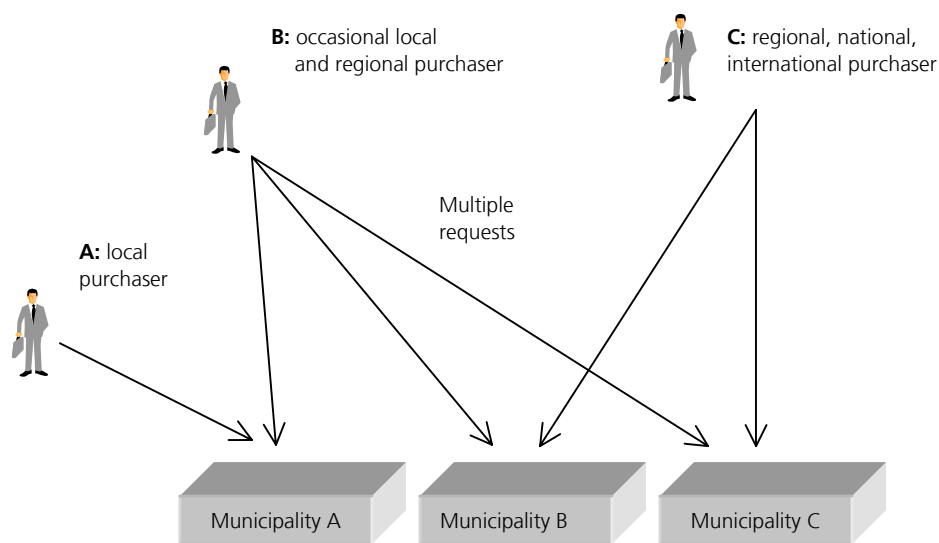 B: occasional local
and regional purchaser
C: regional, national,
international purchaser
Multiple
requests
A: local
purchaser
Municipality A
Municipality B
Municipality C